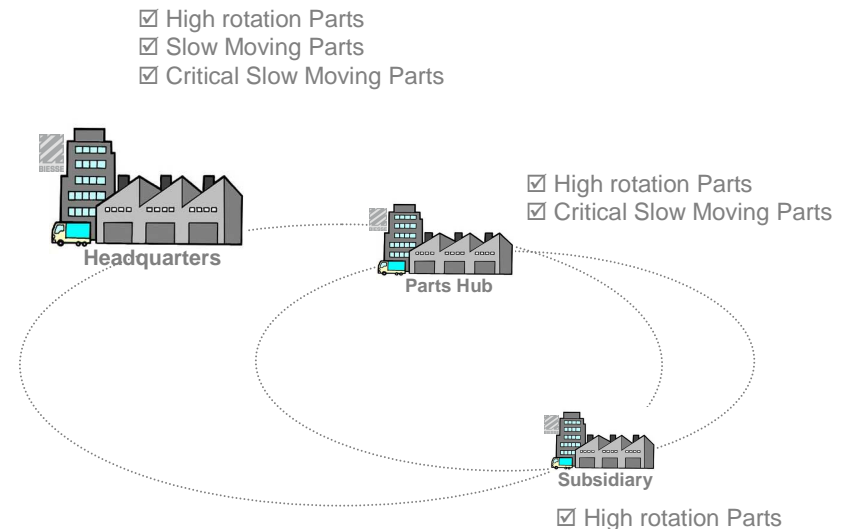 ☑ High rotation Parts
☑ Slow Moving Parts
☑ Critical Slow Moving Parts
BIESSE
Headquarters
☑ High rotation Parts
☑ Critical Slow Moving Parts
Parts Hub
Subsidiary
☑ High rotation Parts